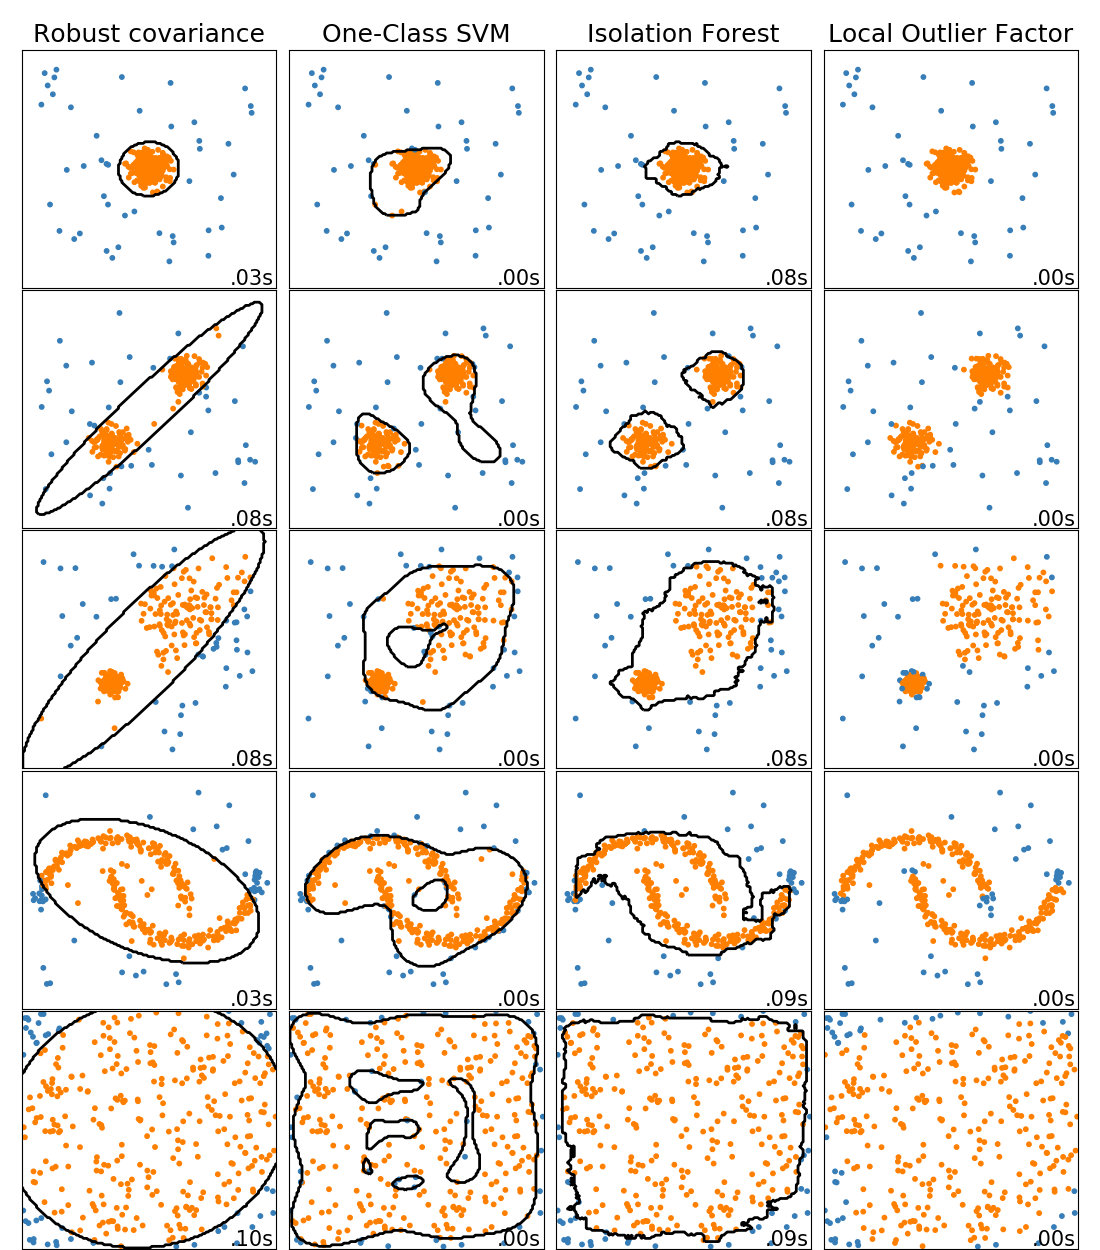 Robust covariance One-Class SVM Isolation Forest Local Outlier Factor
.03s .00s .08s .00s
.08s .00s .08s .00s
.08s .00s .08s .00s
.03s .00s .09s .00s
.10s .00s .09s .00s